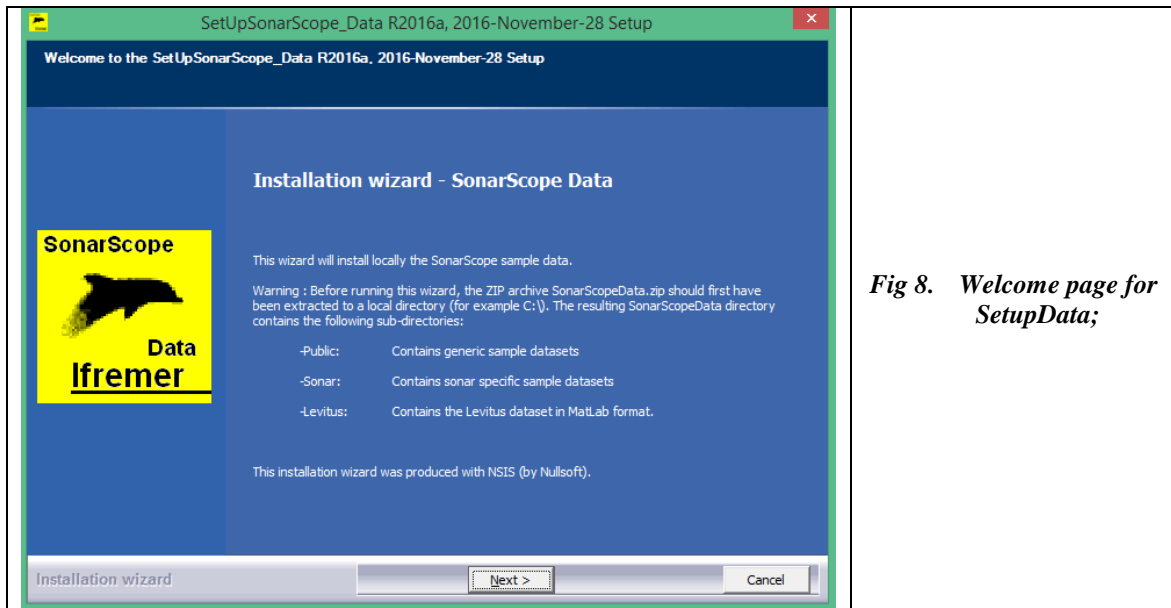 SetUpSonarScope_Data R2016a, 2016-November-28 Setup
Welcome to the SetUpSonarScope_Data R2016a, 2016-November-28 Setup
Installation wizard - SonarScope Data
SonarScope
Data
Ifremer
This wizard will install locally the SonarScope sample data.
Warning : Before running this wizard, the ZIP archive SonarScopeData.zip should first have
been extracted to a local directory (for example C:\). The resulting SonarScopeData directory
contains the following sub-directories:
-Public: Contains generic sample datasets
-Sonar: Contains sonar specific sample datasets
-Levitus: Contains the Levitus dataset in MatLab format.
This installation wizard was produced with NSIS (by Nullsoft).
Installation wizard
Next >
Cancel
Fig 8. Welcome page for
SetupData;